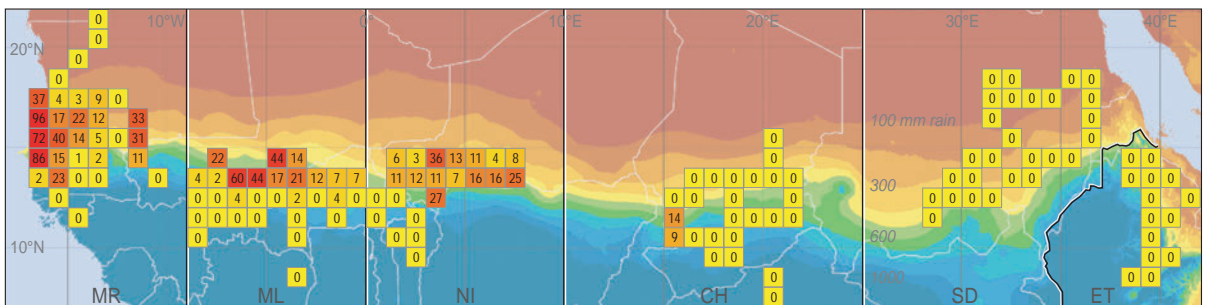 0 10°W 0° 10°E 20°E 30°E 40°E
0
20°N 0
0 0 0 0 0
37 4 3 9 0 0 0 0 0 0
96 17 22 12 33 100 mm rain 0 0
72 40 14 5 0 31 0 0 0
86 15 1 2 11 22 44 14 6 3 36 13 11 4 8 0 0 0 0 0 0 0 0
2 23 0 0 0 4 2 60 44 17 21 12 7 7 11 12 11 7 16 16 25 0 0 0 0 0 0 300 0 0 0 0 0
0 0 0 4 0 0 2 0 4 0 0 0 27 0 0 0 0 0 0 0 0 0 0 0 0 0
0 0 0 0 0 0 0 0 0 0 14 0 0 0 0 0 0 0
10°N 0 0 0 0 9 0 0 0 600 0
0 0 0 0
0 0 1000 0 0
MR ML NI CH 0 SD ET